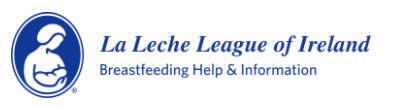 La Leche League of Ireland
Breastfeeding Help & Information
®